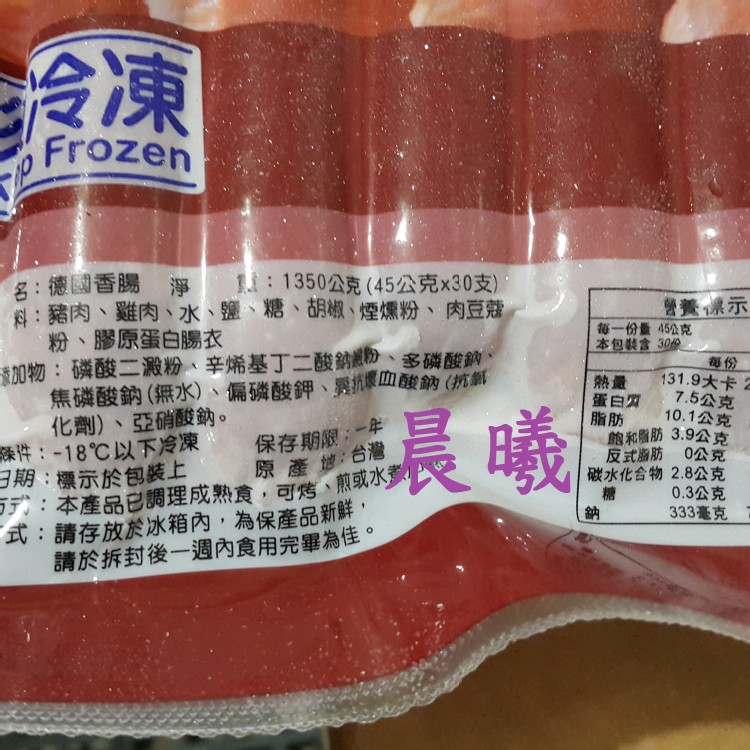 冷凍
p Frozen
名：德國香腸 淨 重：1350公克(45公克x30支)
料：豬肉、雞肉、水、鹽、糖、胡椒、煙燻粉、肉豆蔻
粉、膠原蛋白腸衣
添加物：磷酸二澱粉、辛烯基丁二酸鈉澱粉、多磷酸鈉、
焦磷酸鈉(無水)、偏磷酸鉀、異抗壞血酸鈉(抗氧
化劑)、亞硝酸鈉。
條件：-18℃以下冷凍 保存期限：一年
日期：標示於包裝上 原 產 地：台灣
方式：本產品已調理成熟食，可烤、煎或水煮
式：請存放於冰箱內，為保產品新鮮，
請於拆封後一週內食用完畢為佳。
晨曦
營養標示
每一份量 45公克
本包裝含 30份
每份
熱量 131.9大卡
蛋白質 7.5公克
脂肪 10.1公克
飽和脂肪 3.9公克
反式脂肪 0公克
碳水化合物 2.8公克
糖 0.3公克
鈉 333毫克